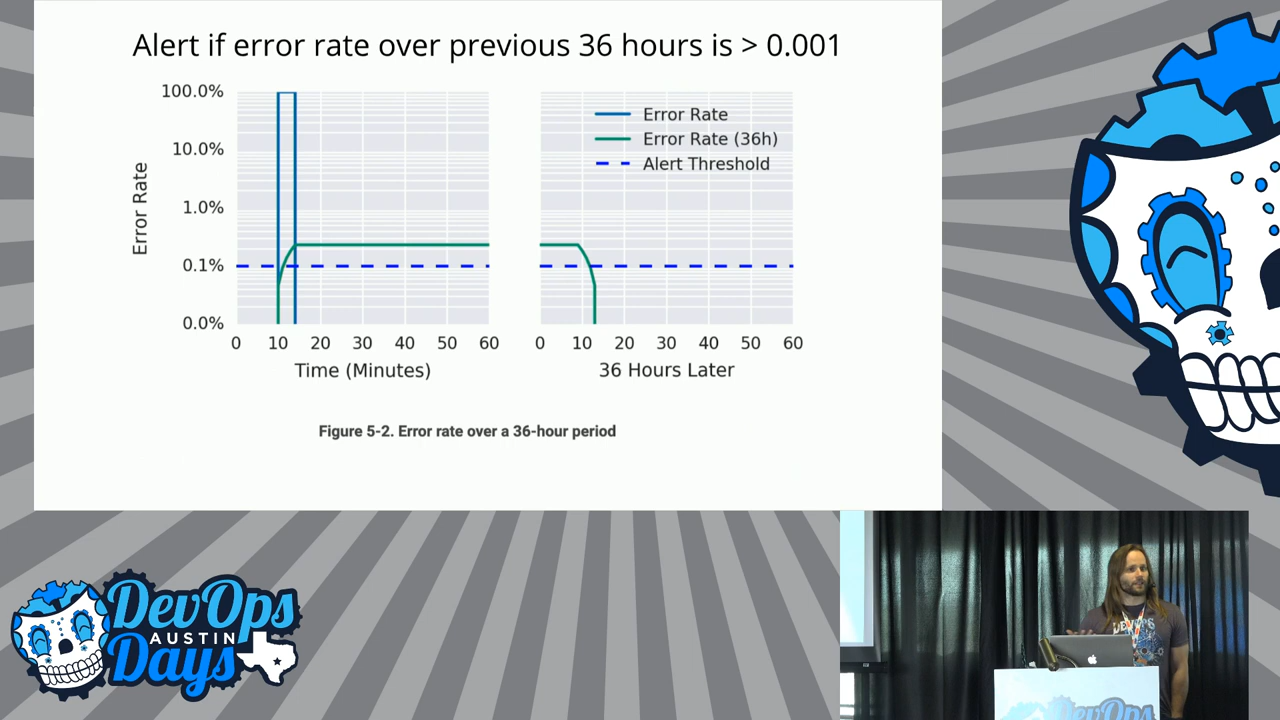 Alert if error rate over previous 36 hours is > 0.001
Error Rate
100.0%
10.0%
1.0%
0.1%
0.0%
0 10 20 30 40 50 60
Time (Minutes)
Error Rate
Error Rate (36h)
Alert Threshold
0 10 20 30 40 50 60
36 Hours Later
Figure 5-2. Error rate over a 36-hour period
DevOps
AUSTIN
Days
DEVOPS
DevOps